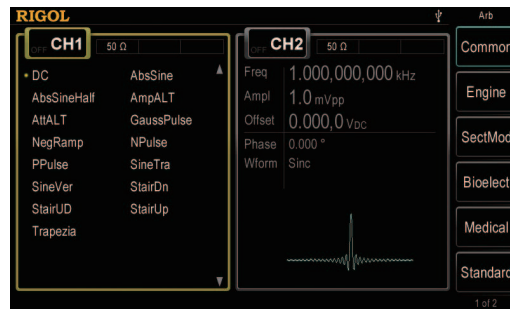 RIGOL Arb
OFF CH1 50 Ω
OFF CH2 50 Ω
DC AbsSine
AbsSineHalf AmpALT
AttALT GaussPulse
NegRamp NPulse
PPulse SineTra
SineVer StairDn
StairUD StairUp
Trapezia
Freq 1.000,000,000 kHz
Ampl 1.0 mVpp
Offset 0.000,0 VDC
Phase 0.000 °
Wform Sinc
Common
Engine
SectMod
Bioelect
Medical
Standard
1 of 2